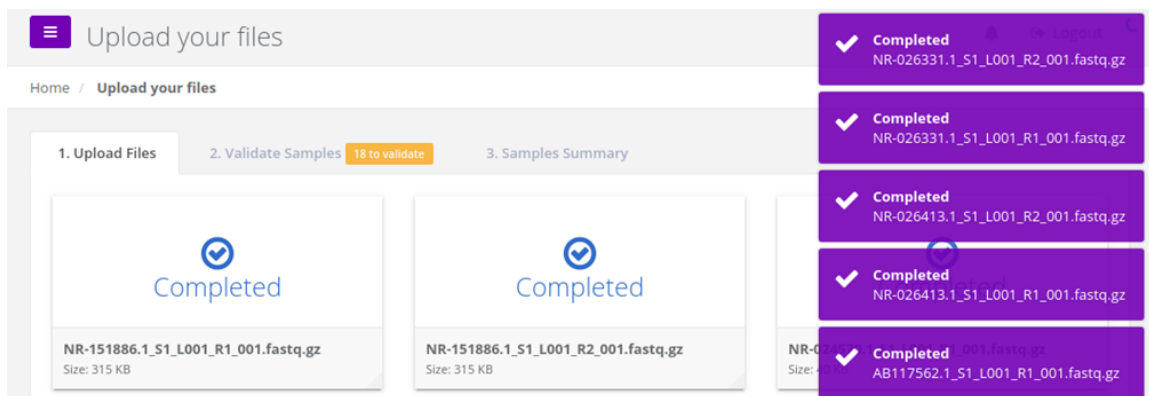 Upload your files
Logout
Home / Upload your files
1. Upload Files
2. Validate Samples 18 to validate
3. Samples Summary
Completed
NR-151886.1_S1_L001_R1_001.fastq.gz
Size: 315 KB
Completed
NR-151886.1_S1_L001_R2_001.fastq.gz
Size: 315 KB
Completed
Size:
Completed
NR-026331.1_S1_L001_R2_001.fastq.gz
Completed
NR-026331.1_S1_L001_R1_001.fastq.gz
Completed
NR-026413.1_S1_L001_R2_001.fastq.gz
Completed
NR-026413.1_S1_L001_R1_001.fastq.gz
Completed
AB117562.1_S1_L001_R1_001.fastq.gz